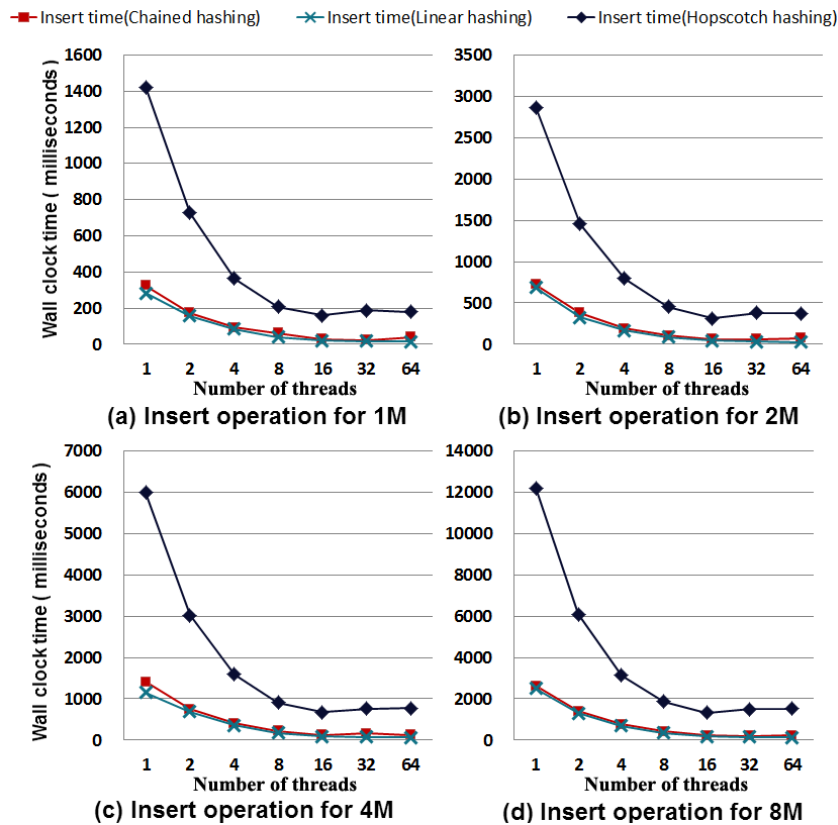 Insert time(Chained hashing) Insert time(Linear hashing) Insert time(Hopscotch hashing)
Wall clock time ( milliseconds )
1600
1400
1200
1000
800
600
400
200
0
1 2 4 8 16 32 64
Number of threads
(a) Insert operation for 1M
3500
3000
2500
2000
1500
1000
500
0
1 2 4 8 16 32 64
Number of threads
(b) Insert operation for 2M
Wall clock time ( milliseconds )
7000
6000
5000
4000
3000
2000
1000
0
1 2 4 8 16 32 64
Number of threads
(c) Insert operation for 4M
14000
12000
10000
8000
6000
4000
2000
0
1 2 4 8 16 32 64
Number of threads
(d) Insert operation for 8M